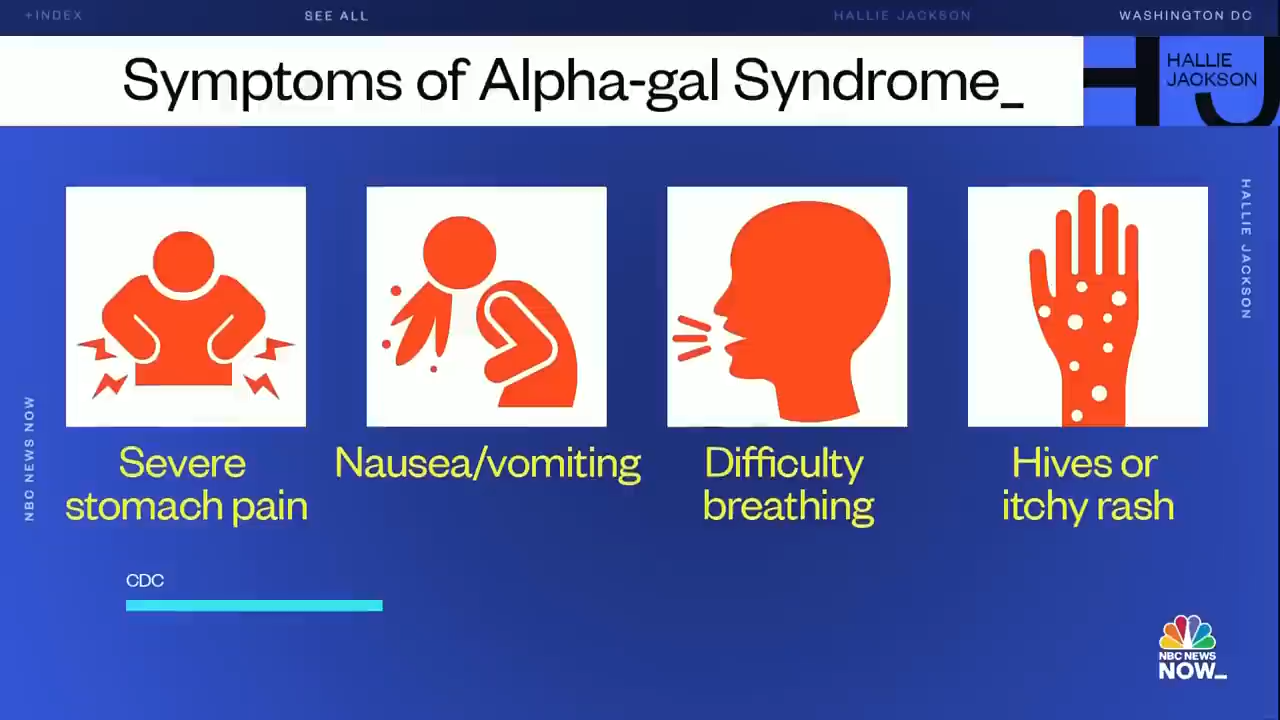 +INDEX
SEE ALL
HALLIE JACKSON
WASHINGTON DC
Symptoms of Alpha-gal Syndrome_
HJ
HALLIE
JACKSON
HALLIE JACKSON
NBC NEWS NOW
Severe
stomach pain
Nausea/vomiting
Difficulty
breathing
Hives or
itchy rash
CDC
NBC NEWS
NOW_